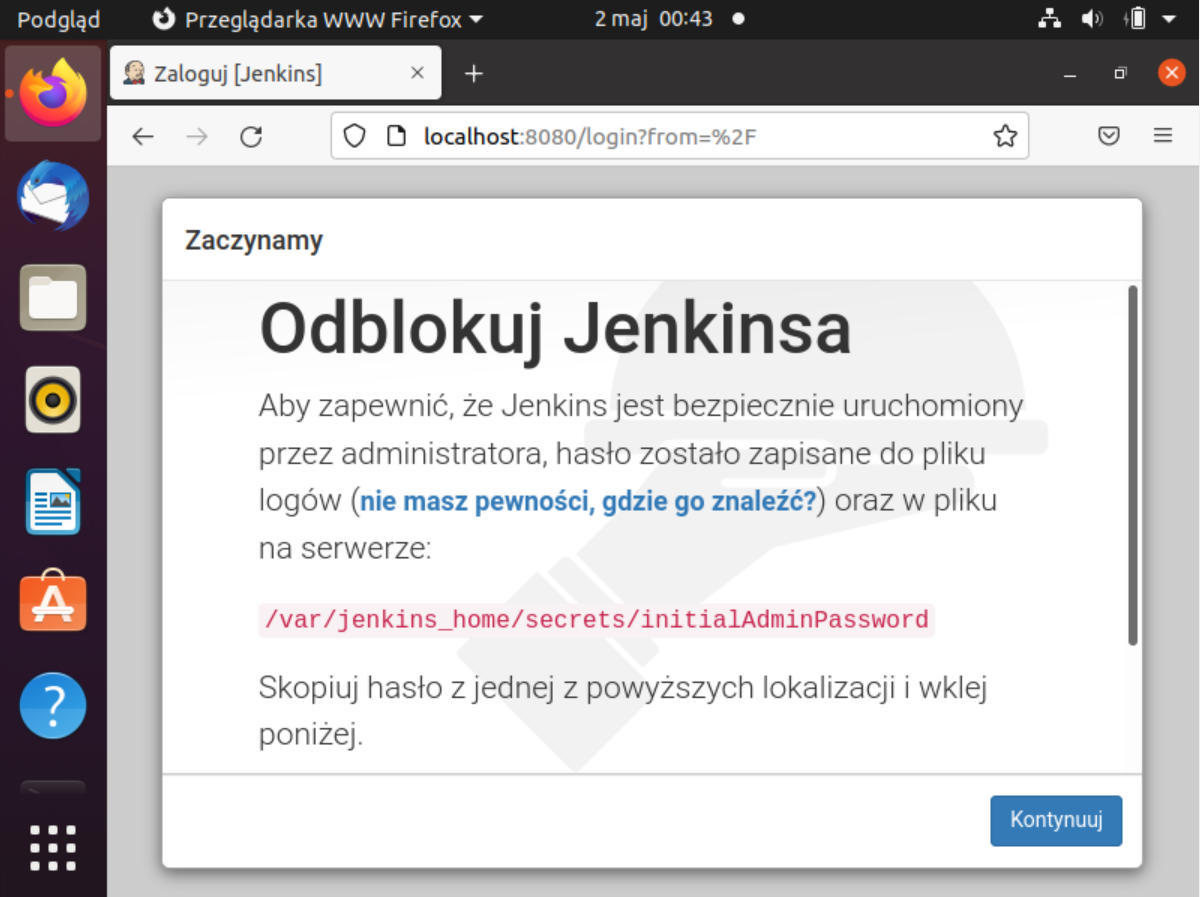 Podgląd Przeglądarka WWW Firefox 2 maj 00:43
Zaloguj [Jenkins]
localhost:8080/login?from=%2F
Zaczynamy
Odblokuj Jenkinsa
Aby zapewnić, że Jenkins jest bezpiecznie uruchomiony
przez administratora, hasło zostało zapisane do pliku
logów (nie masz pewności, gdzie go znaleźć?) oraz w pliku
na serwerze:
/var/jenkins_home/secrets/initialAdminPassword
Skopiuj hasło z jednej z powyższych lokalizacji i wklej
poniżej.
Kontynuuj